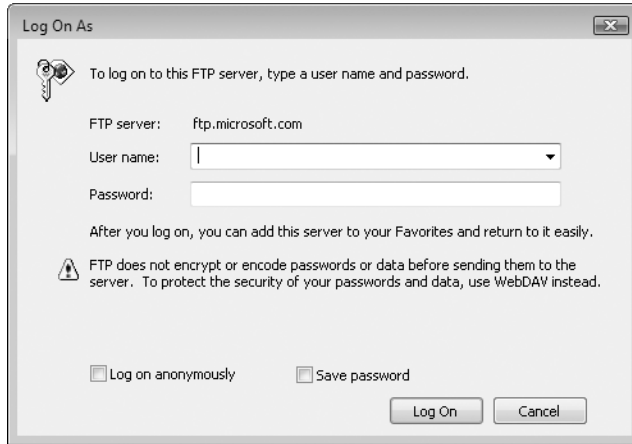 Log On As
To log on to this FTP server, type a user name and password.
FTP server: ftp.microsoft.com
User name:
Password:
After you log on, you can add this server to your Favorites and return to it easily.
FTP does not encrypt or encode passwords or data before sending them to the
server. To protect the security of your passwords and data, use WebDAV instead.
Log on anonymously Save password
Log On Cancel